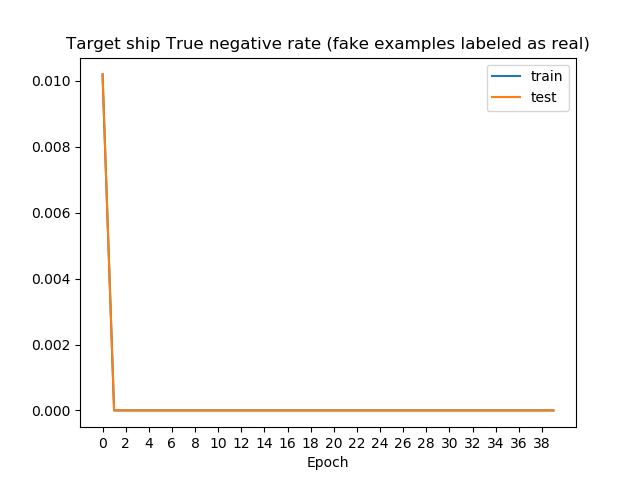 Target ship True negative rate (fake examples labeled as real)
train
test
0.010
0.008
0.006
0.004
0.002
0.000
0 2 4 6 8 10 12 14 16 18 20 22 24 26 28 30 32 34 36 38
Epoch